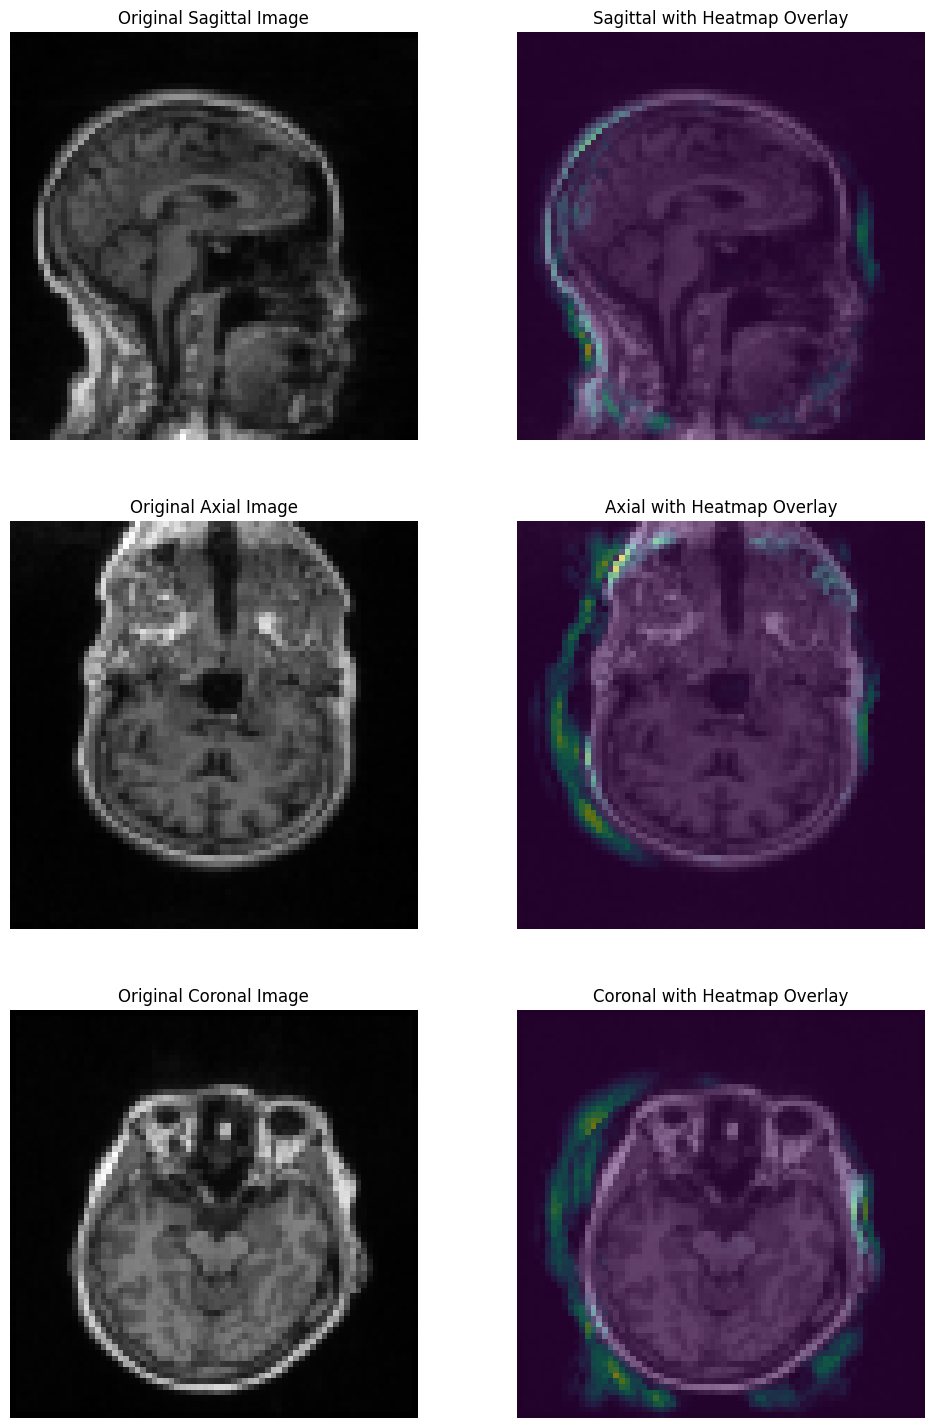 Original Sagittal Image
Sagittal with Heatmap Overlay
Original Axial Image
Axial with Heatmap Overlay
Original Coronal Image
Coronal with Heatmap Overlay